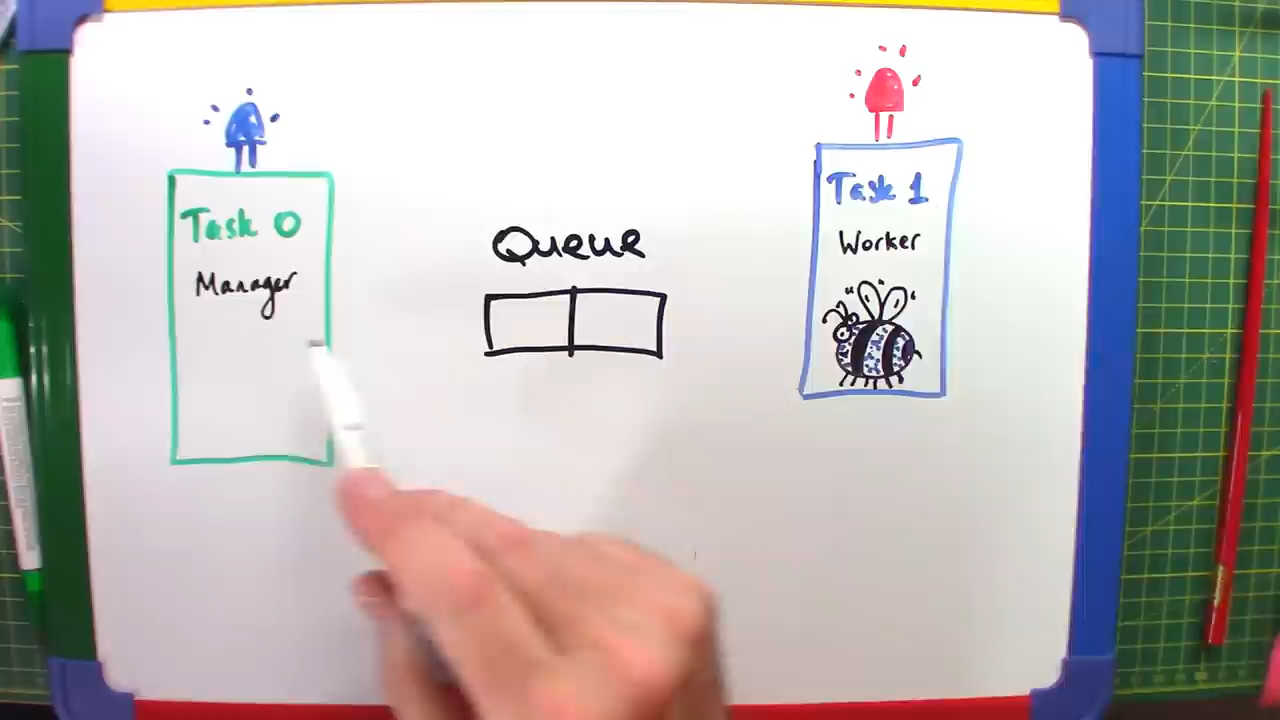 Task 0
Manager
Queue
Task 1
Worker